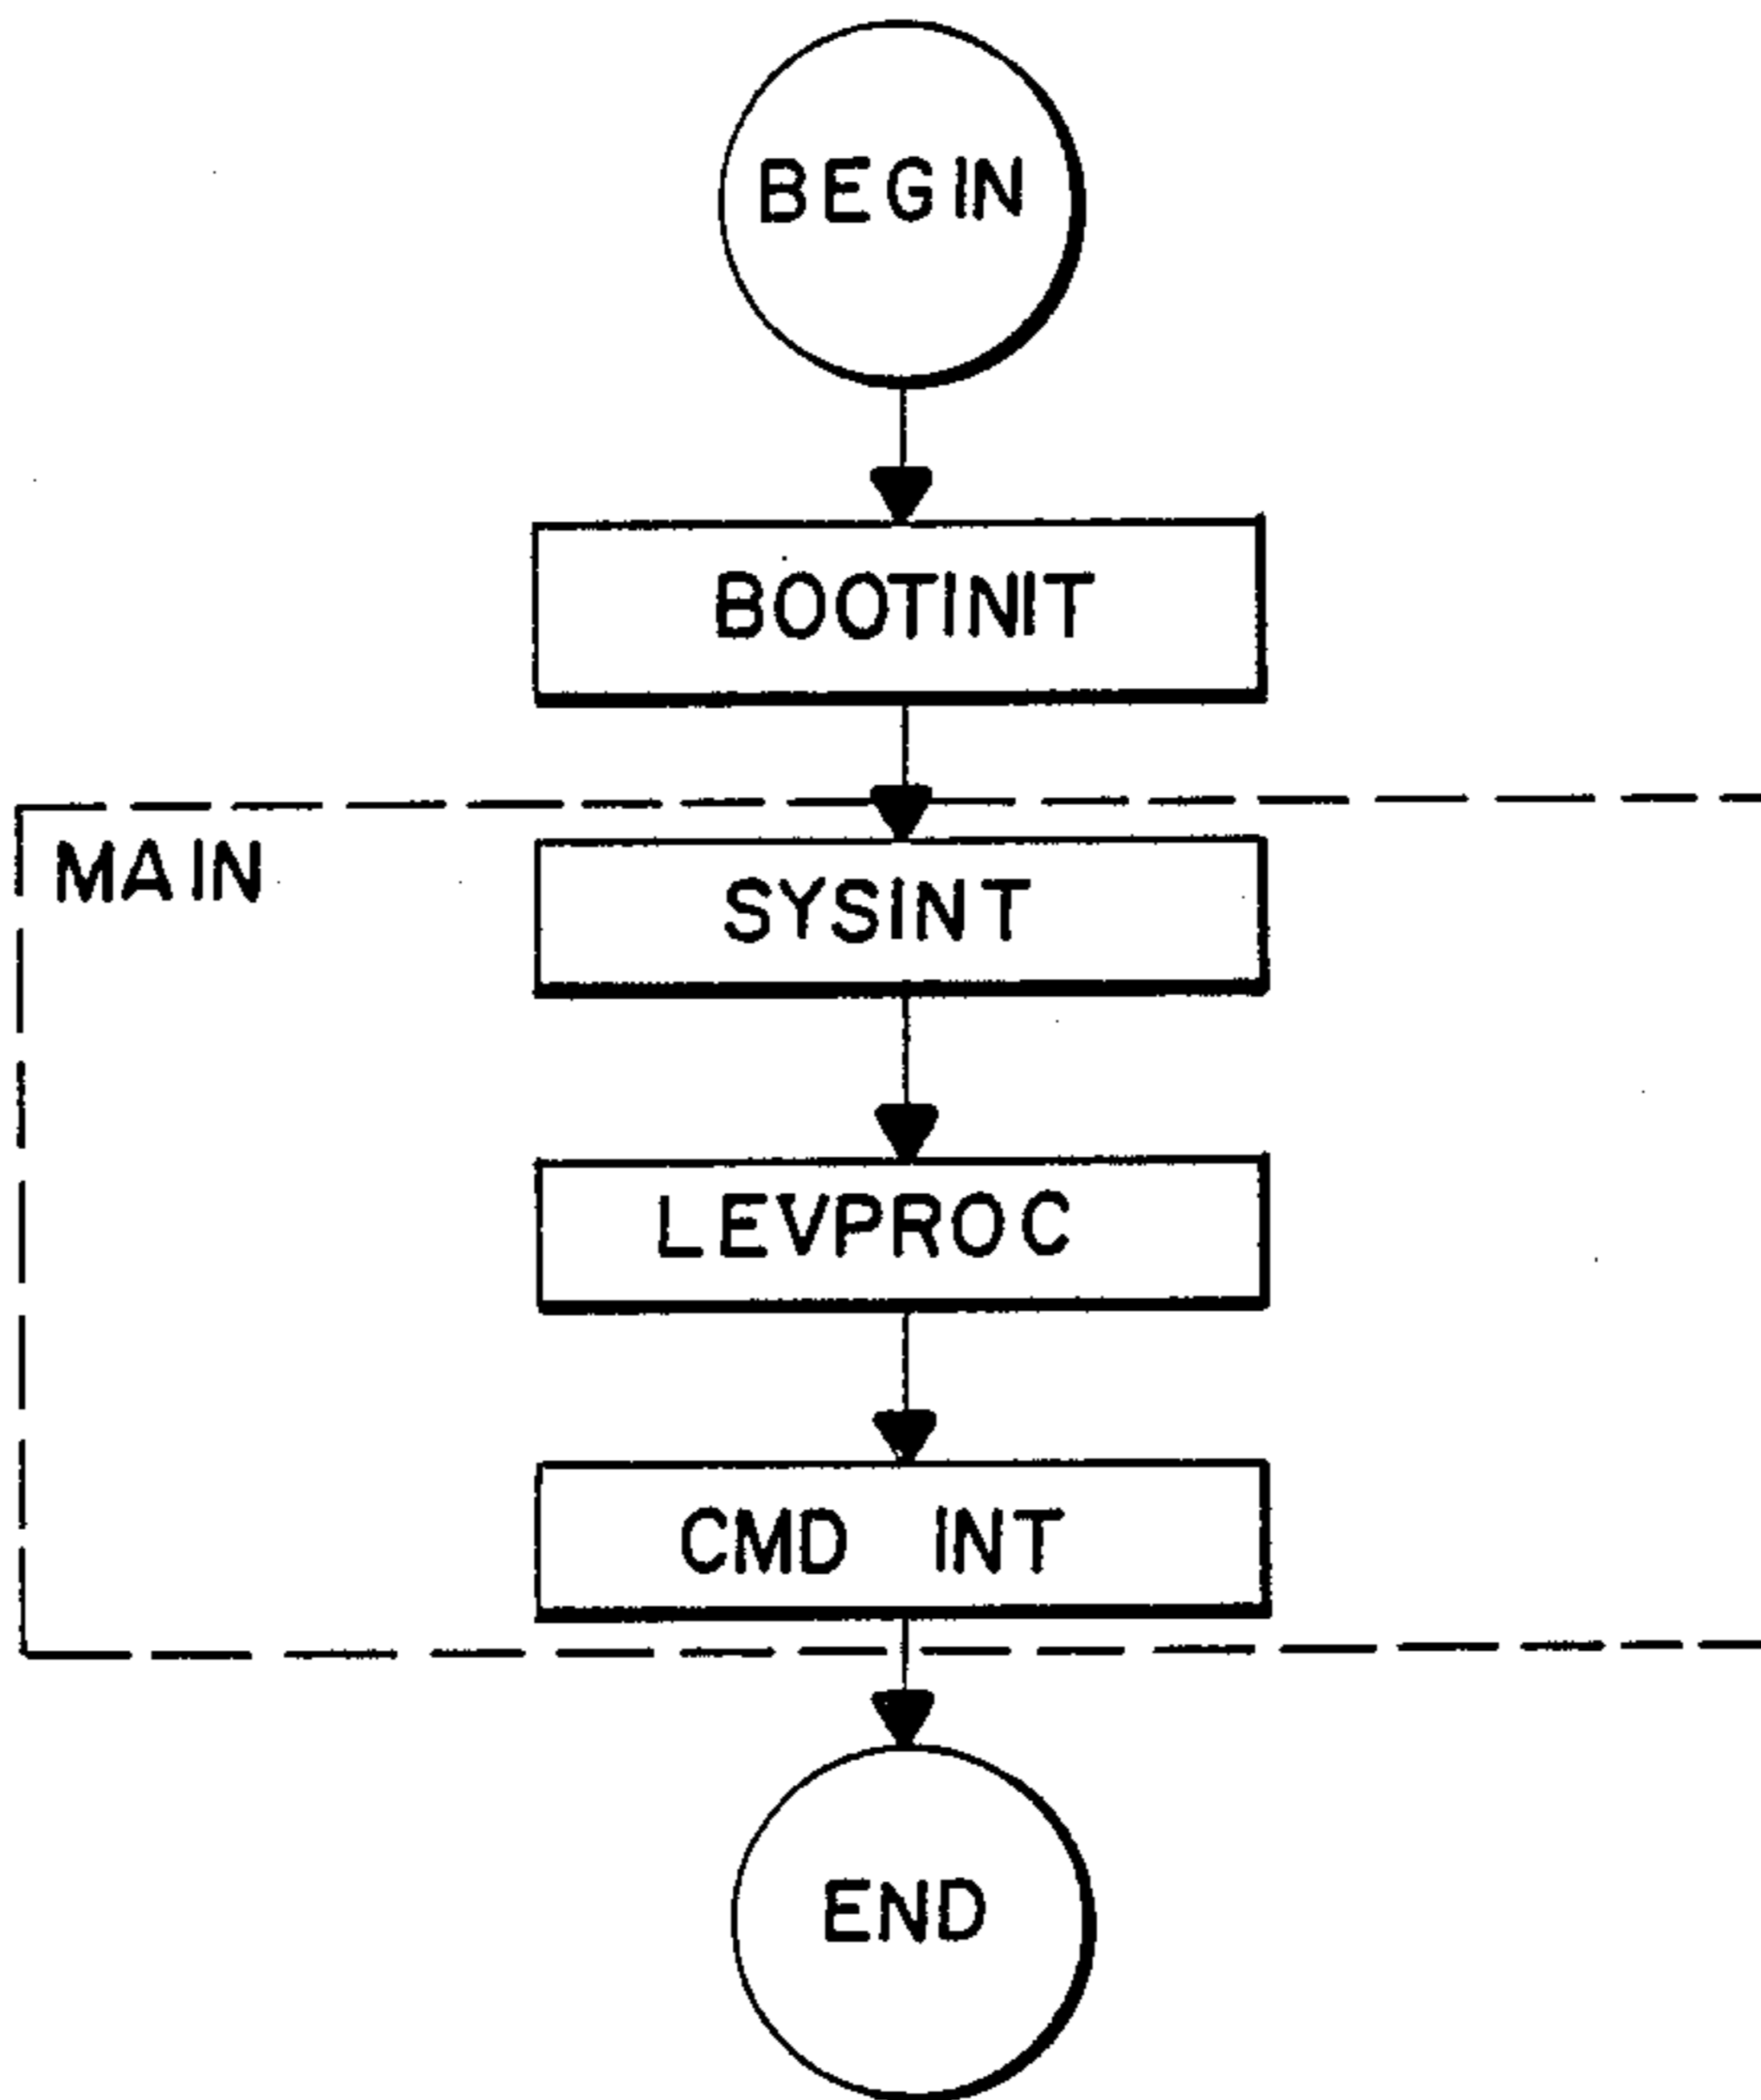 BEGIN
BOOTINIT
MAIN
SYSINT
LEVPROC
CMD INT
END